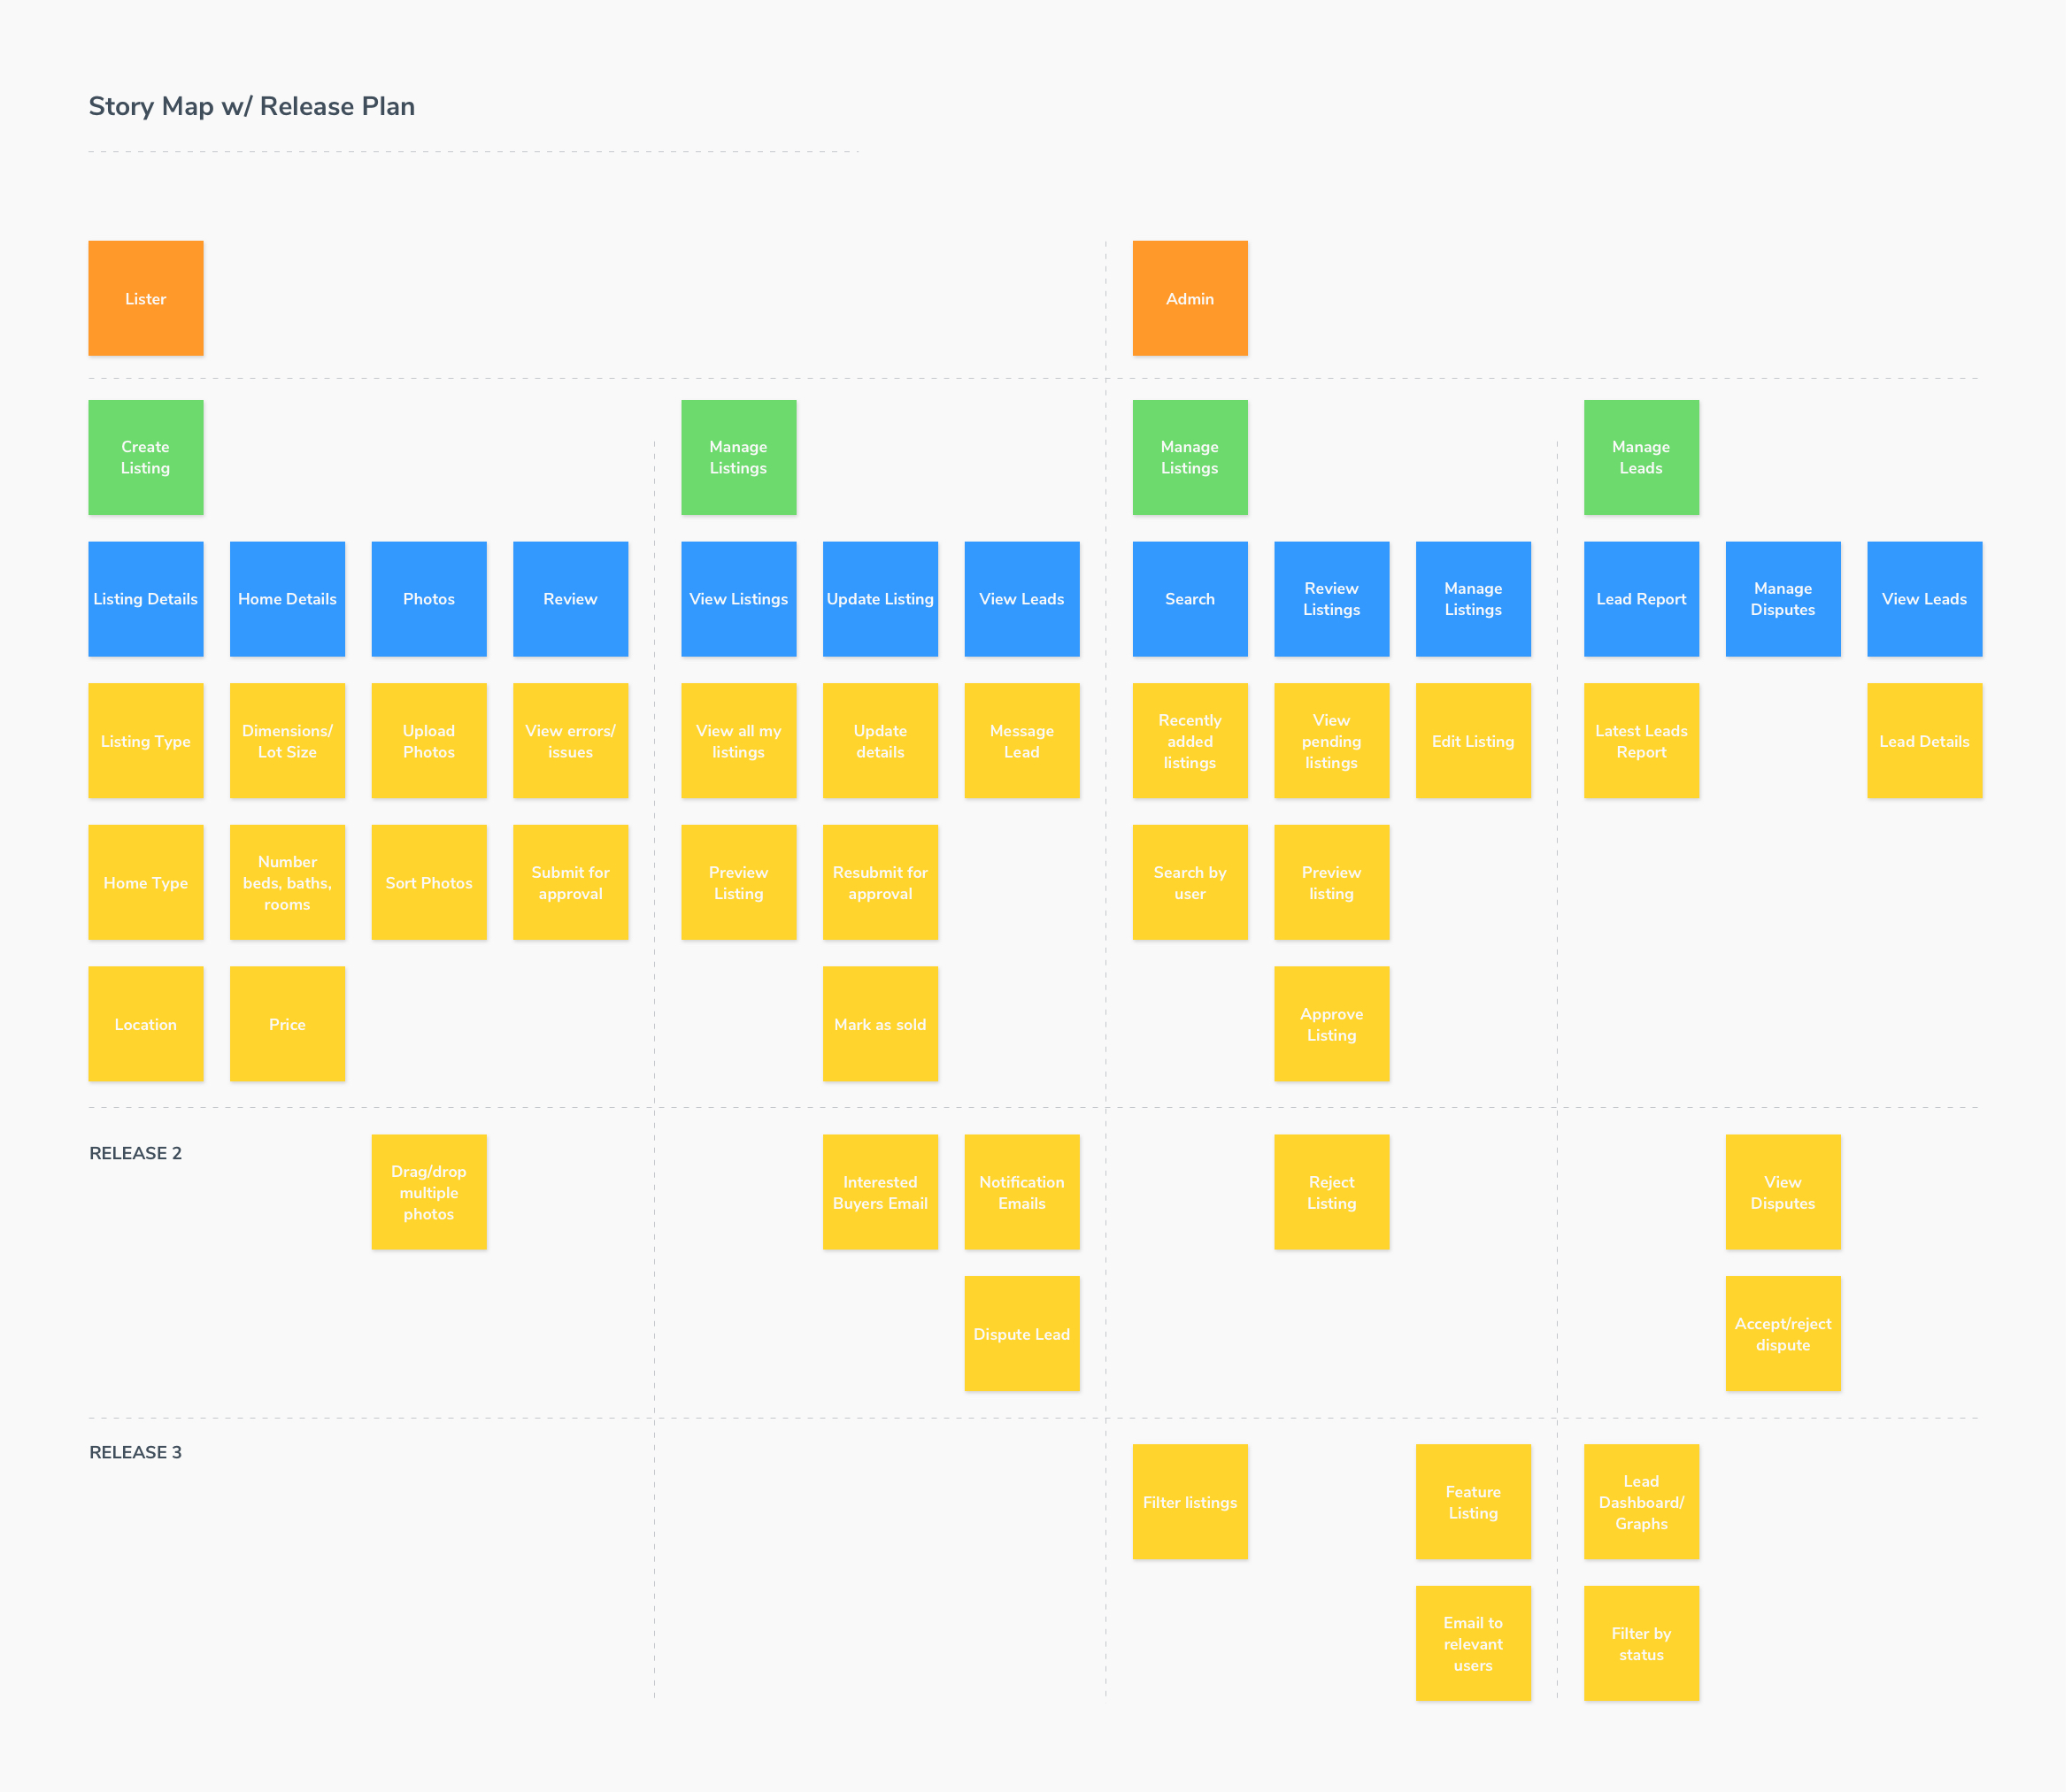 Story Map w/ Release Plan
Lister
Admin
Create
Listing
Manage
Listings
Manage
Listings
Manage
Leads
Listing Details
Home Details
Photos
Review
View Listings
Update Listing
View Leads
Search
Review
Listings
Manage
Listings
Lead Report
Manage
Disputes
View Leads
Listing Type
Dimensions/
Lot Size
Upload
Photos
View errors/
issues
View all my
listings
Update
details
Message
Lead
Recently
added
listings
View
pending
listings
Edit Listing
Latest Leads
Report
Lead Details
Home Type
Number
beds, baths,
rooms
Sort Photos
Submit for
approval
Preview
Listing
Resubmit for
approval
Search by
user
Preview
listing
Location
Price
Mark as sold
Approve
Listing
RELEASE 2
Drag/drop
multiple
photos
Interested
Buyers Email
Notification
Emails
Reject
Listing
View
Disputes
Dispute Lead
Accept/reject
dispute
RELEASE 3
Filter listings
Feature
Listing
Lead
Dashboard/
Graphs
Email to
relevant
users
Filter by
status